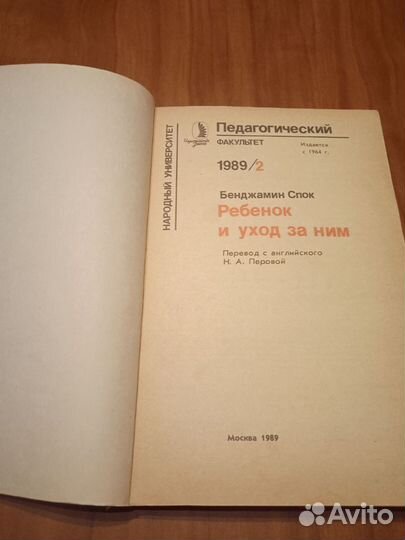 НАРОДНЫЙ УНИВЕРСИТЕТ
Педагогический
ФАКУЛЬТЕТ
Издается
с 1964 г.
1989/2
Бенджамин Спок
Ребенок
и уход за ним
Перевод с английского
Н. А. Перовой
Москва 1989
Avito